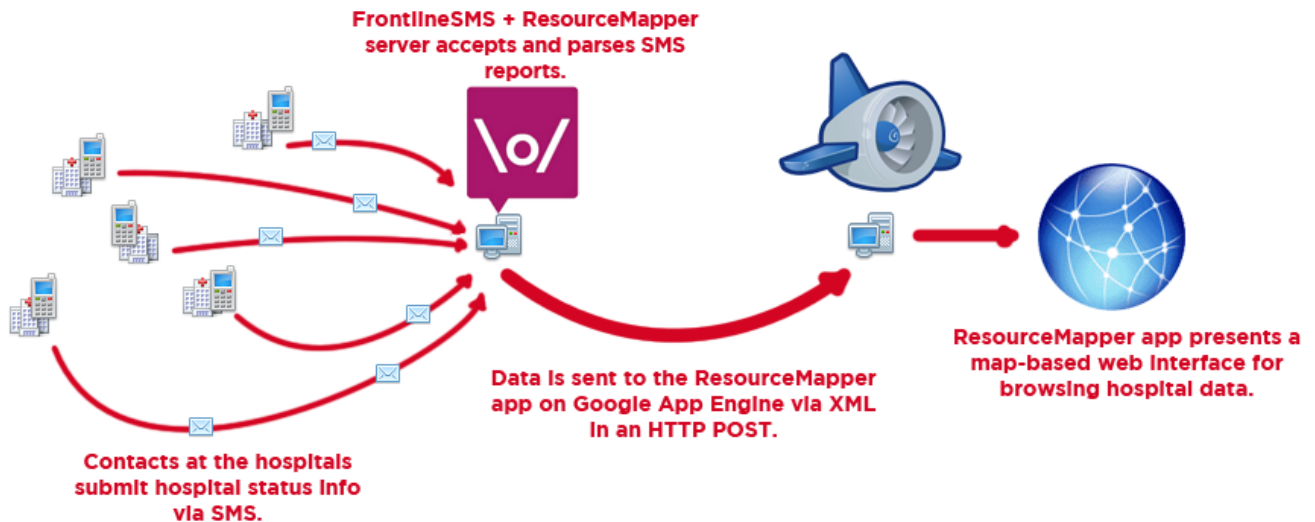 FrontlineSMS + ResourceMapper
server accepts and parses SMS
reports.
\o/
Data is sent to the ResourceMapper
app on Google App Engine via XML
in an HTTP POST.
ResourceMapper app presents a
map-based web interface for
browsing hospital data.
Contacts at the hospitals
submit hospital status info
via SMS.